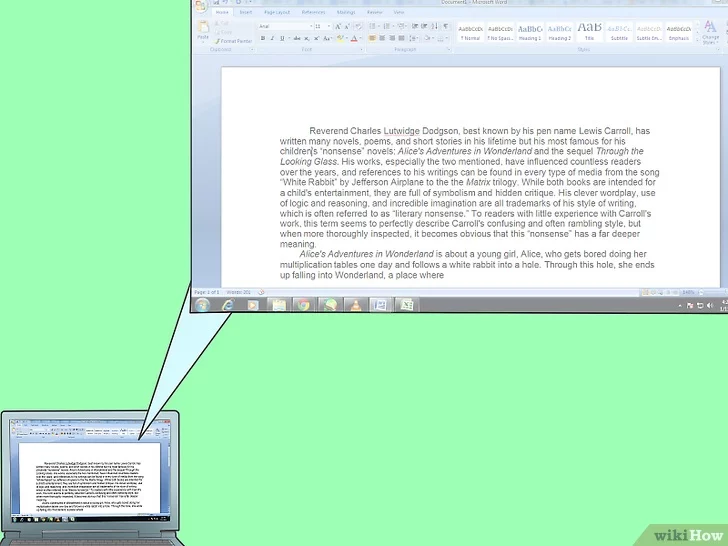 Document1 - Microsoft Word
Home Insert Page Layout References Mailings Review View
Paste
Format Painter
Clipboard
Arial
11
Font
Paragraph
Styles
AaBbCcDc AaBbCcDc AaBbCc AaBbCc AaB AaBbCc. AaBbCcDc AaBbCcDc
¶ Normal ¶ No Spac... Heading 1 Heading 2 Title Subtitle Subtle Em... Emphasis
Change Styles
Reverend Charles Lutwidge Dodgson, best known by his pen name Lewis Carroll, has
written many novels, poems, and short stories in his lifetime but his most famous for his
children's “nonsense” novels: Alice's Adventures in Wonderland and the sequel Through the
Looking Glass. His works, especially the two mentioned, have influenced countless readers
over the years, and references to his writings can be found in every type of media from the song
“White Rabbit” by Jefferson Airplane to the the Matrix trilogy. While both books are intended for
a child's entertainment, they are full of symbolism and hidden critique. His clever wordplay, use
of logic and reasoning, and incredible imagination are all trademarks of his style of writing,
which is often referred to as “literary nonsense.” To readers with little experience with Carroll's
work, this term seems to perfectly describe Carroll's confusing and often rambling style, but
when more thoroughly inspected, it becomes obvious that this “nonsense” has a far deeper
meaning.
Alice's Adventures in Wonderland is about a young girl, Alice, who gets bored doing her
multiplication tables one day and follows a white rabbit into a hole. Through this hole, she ends
up falling into Wonderland, a place where
Page: 1 of 1
wikiHow